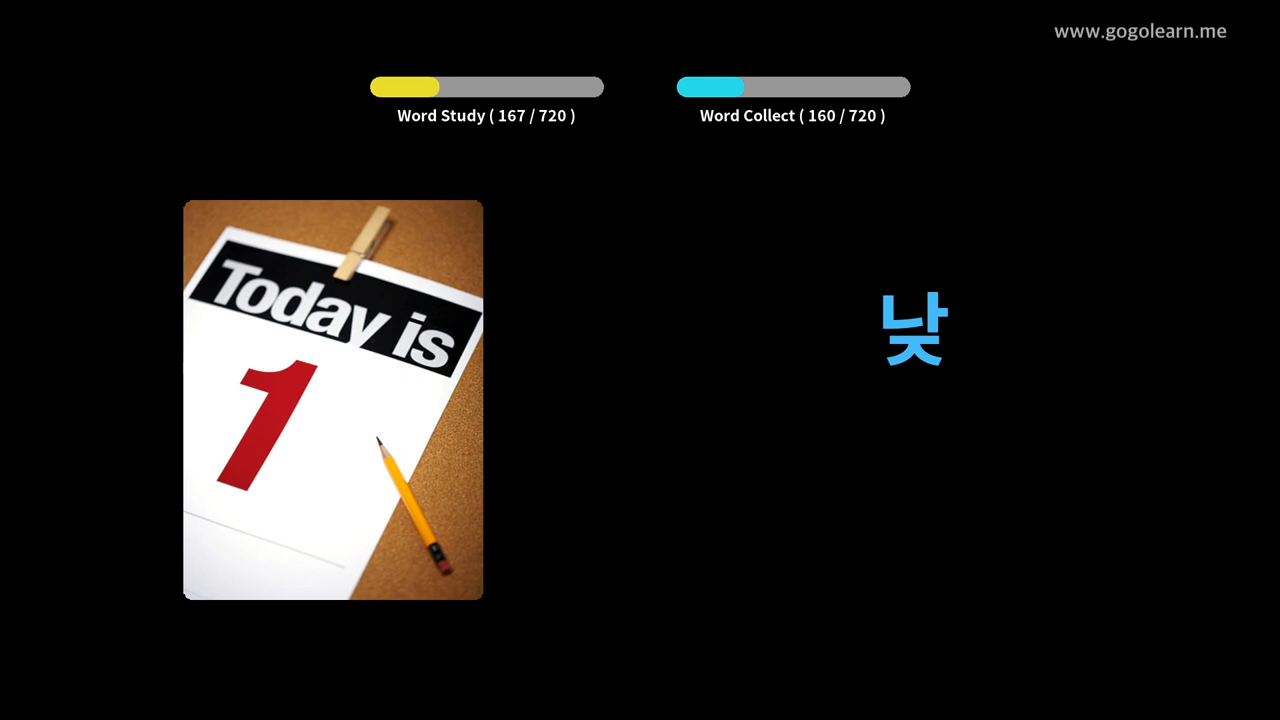 www.gogolearn.me
Word Study ( 167 / 720 )
Word Collect ( 160 / 720 )
Today is
1
낮